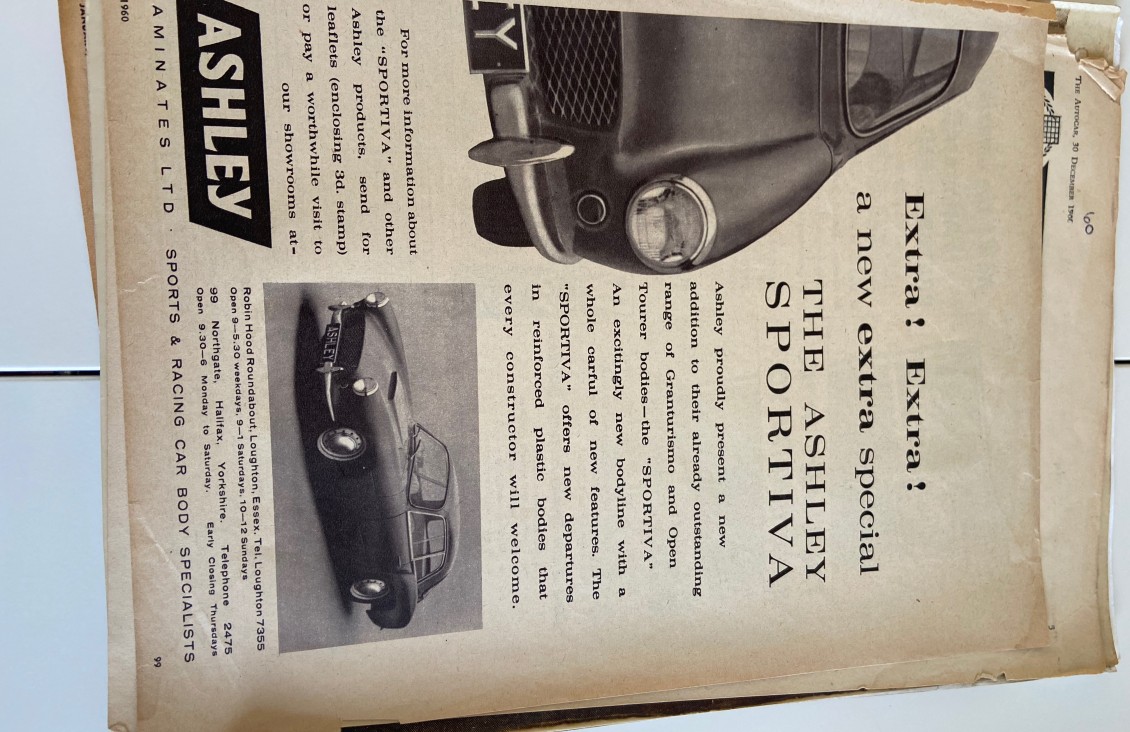 Extra! Extra!
a new extra special
THE ASHLEY
SPORTIVA
Ashley proudly present a new
addition to their already outstanding
range of Granturismo and Open
Tourer bodies—the "SPORTIVA"
An excitingly new bodyline with a
whole carful of new features. The
"SPORTIVA" offers new departures
in reinforced plastic bodies that
every constructor will welcome.
EY
For more information about
the "SPORTIVA" and other
Ashley products, send for
leaflets (enclosing 3d. stamp)
or pay a worthwhile visit to
our showrooms at-
ASHLEY
ASHLEY
Robin Hood Roundabout, Loughton, Essex. Tel. Loughton 7355
Open 9—5.30 weekdays, 9—1 Saturdays, 10—12 Sundays
99 Northgate, Halifax, Yorkshire. Telephone 2475
Open 9.30—6 Monday to Saturday. Early Closing Thursdays
AMINATES LTD · SPORTS & RACING CAR BODY SPECIALISTS
1960
99
THE AUTOCAR, 30 DECEMBER
60